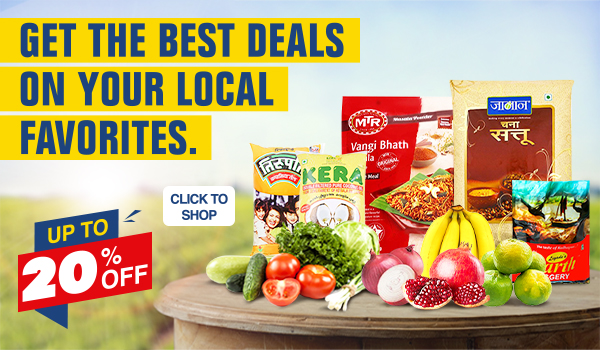 GET THE BEST DEALS
ON YOUR LOCAL
FAVORITES.
CLICK TO
SHOP
UP TO
20% OFF
MTR
Vangi Bhath
KERA
जामान
चना
सत्तू